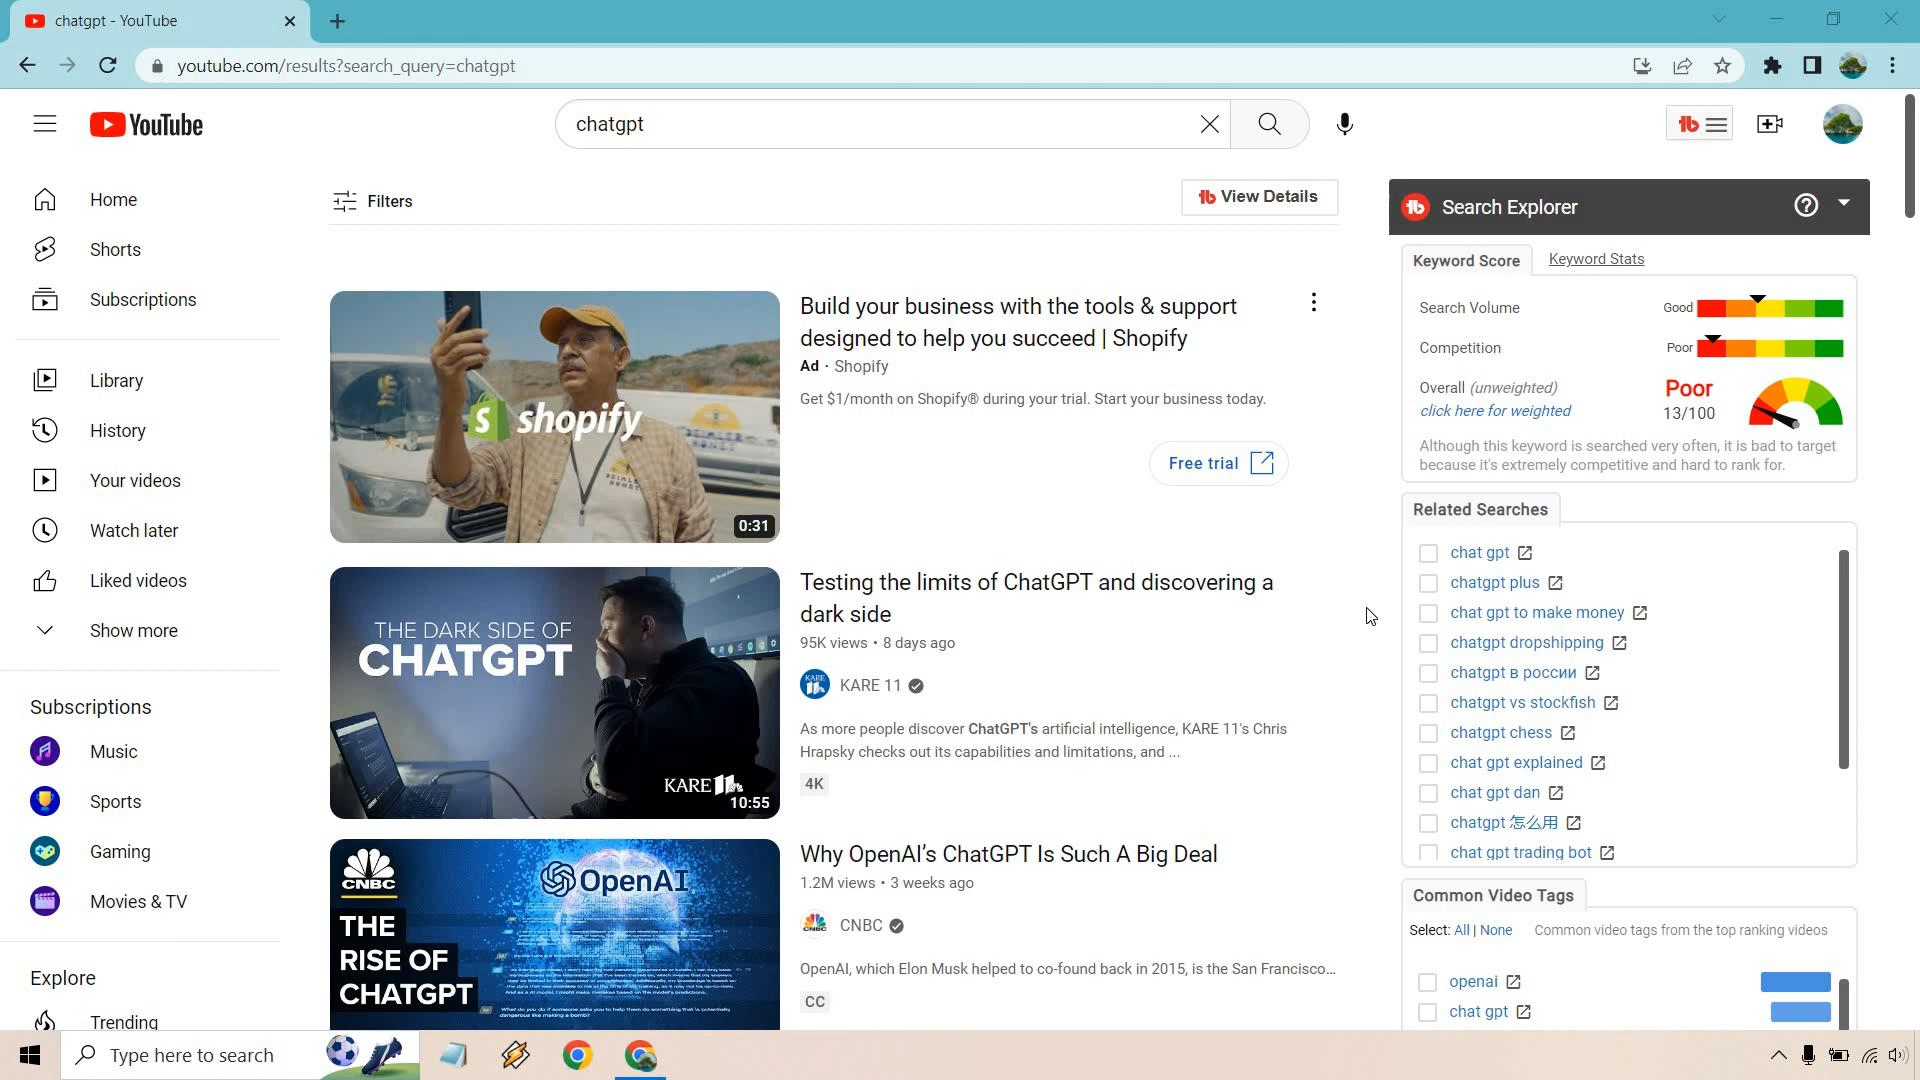 chatgpt - YouTube
youtube.com/results?search_query=chatgpt
YouTube
chatgpt
tb
Home
Shorts
Subscriptions
Library
History
Your videos
Watch later
Liked videos
Show more
Subscriptions
Music
Sports
Gaming
Movies & TV
Explore
Trending
Filters
tb View Details
S shopify
0:31
Build your business with the tools & support
designed to help you succeed | Shopify
Ad · Shopify
Get $1/month on Shopify® during your trial. Start your business today.
Free trial
THE DARK SIDE OF
CHATGPT
KARE 11
10:55
Testing the limits of ChatGPT and discovering a
dark side
95K views • 8 days ago
KARE 11
KARE 11
As more people discover ChatGPT's artificial intelligence, KARE 11's Chris
Hrapsky checks out its capabilities and limitations, and ...
4K
CNBC
OpenAI
THE
RISE OF
CHATGPT
Why OpenAI’s ChatGPT Is Such A Big Deal
1.2M views • 3 weeks ago
CNBC
CNBC
OpenAI, which Elon Musk helped to co-found back in 2015, is the San Francisco...
CC
tb Search Explorer
Keyword Score
Keyword Stats
Search Volume
Good
Competition
Poor
Overall (unweighted)
Poor
click here for weighted
13/100
Although this keyword is searched very often, it is bad to target
because it's extremely competitive and hard to rank for.
Related Searches
chat gpt
chatgpt plus
chat gpt to make money
chatgpt dropshipping
chatgpt в россии
chatgpt vs stockfish
chatgpt chess
chat gpt explained
chat gpt dan
chatgpt 怎么用
chat gpt trading bot
Common Video Tags
Select: All | None
Common video tags from the top ranking videos
openai
chat gpt
Type here to search